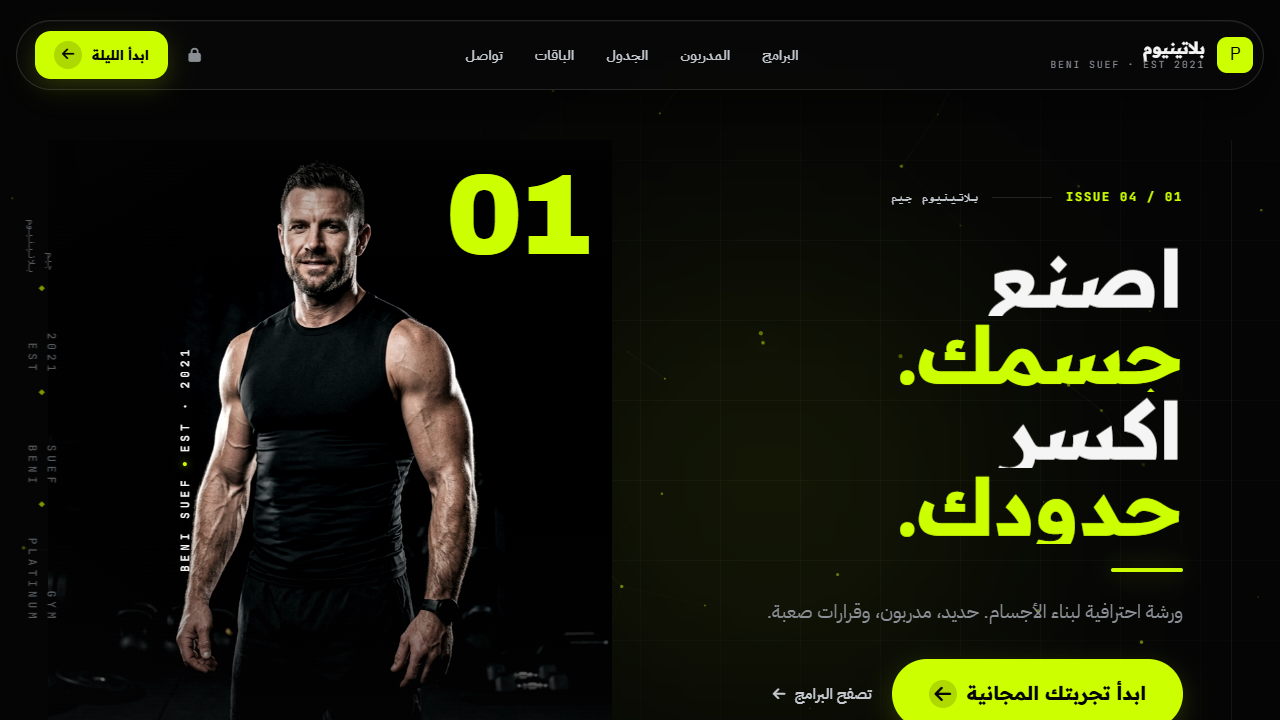 بلاتينيوم
BENI SUEF · EST 2021
P
البرامج
المدربون
الجدول
الباقات
تواصل
ابدأ الليلة
ISSUE 04 / 01
بلاتينيوم جيم
اصنع
جسمك.
اكسر
حدودك.
ورشة احترافية لبناء الأجسام. حديد، مدربون، وقرارات صعبة.
ابدأ تجربتك المجانية
تصفح البرامج
01
BENI SUEF • EST · 2021
بلاتينيوم جيم
EST 2021
BENI SUEF
PLATINUM GYM